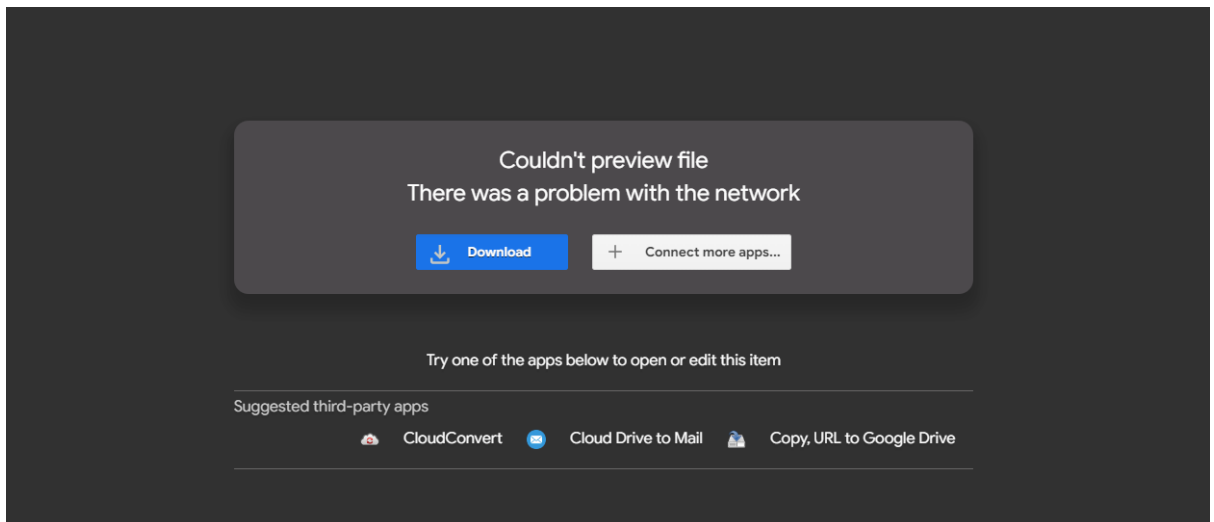 Couldn't preview file
There was a problem with the network
Download
Connect more apps...
Try one of the apps below to open or edit this item
Suggested third-party apps
CloudConvert Cloud Drive to Mail Copy, URL to Google Drive